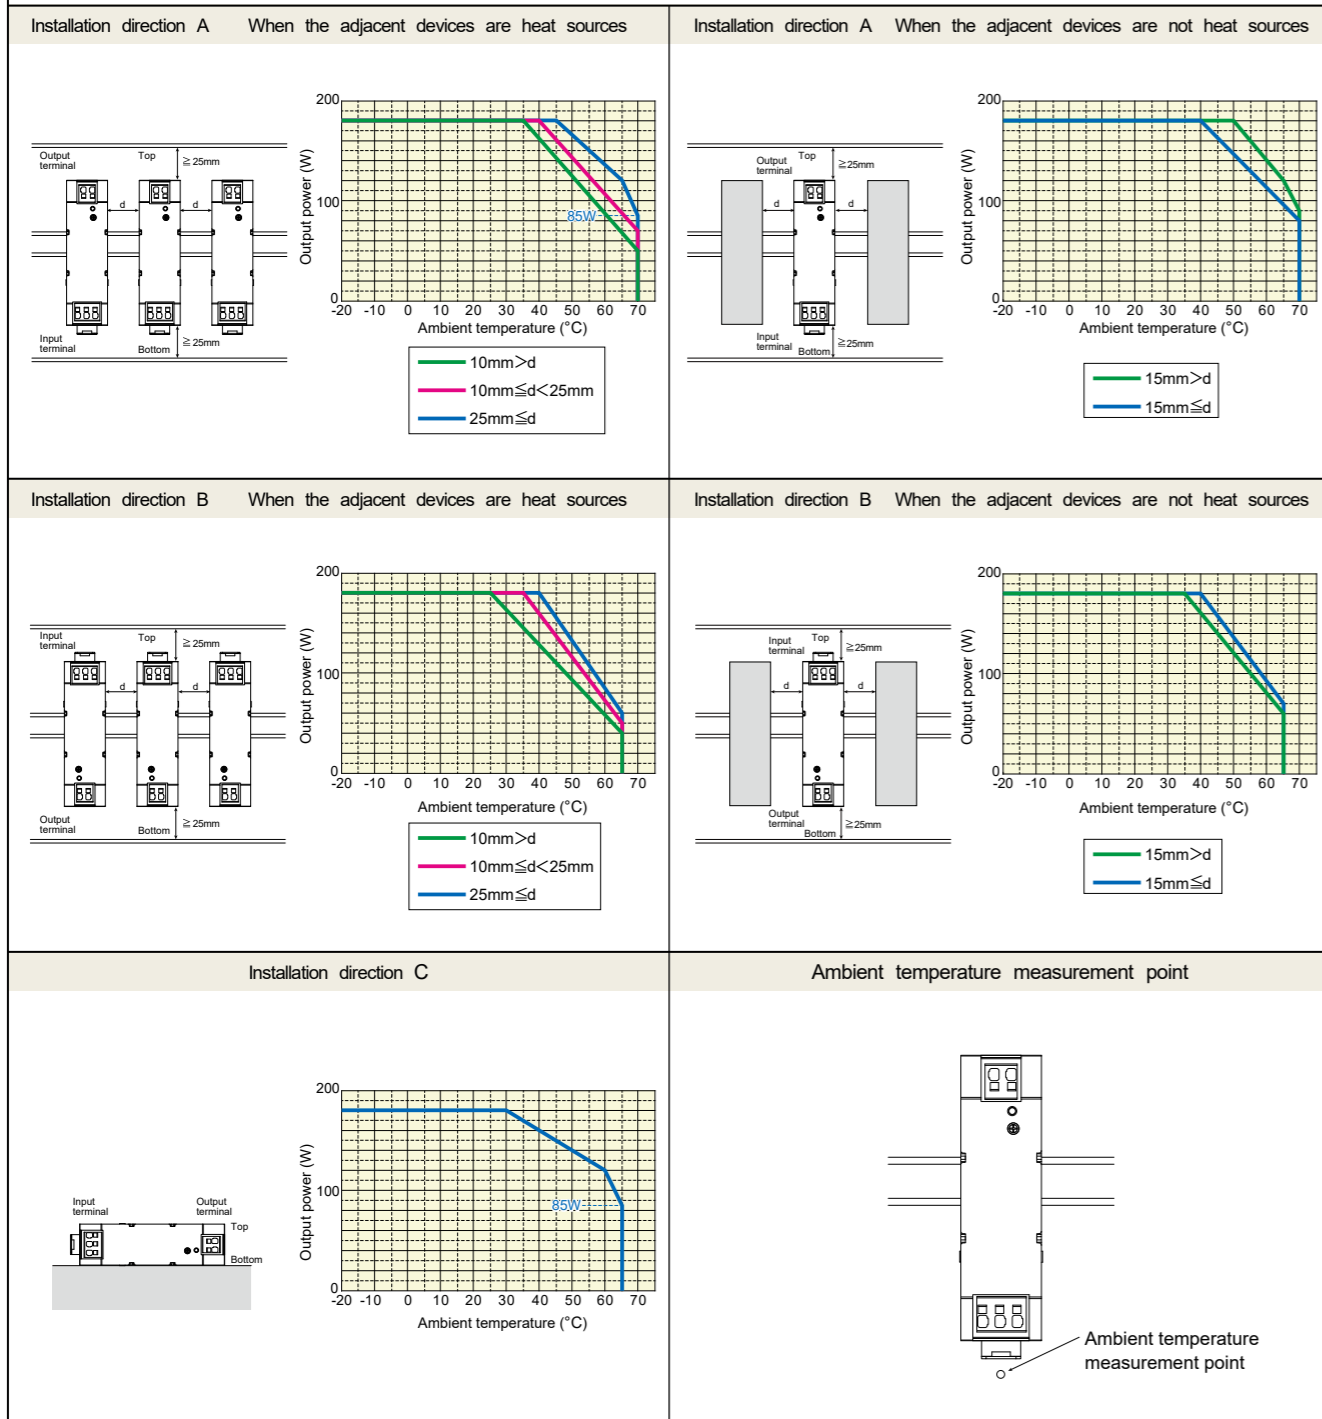 Installation direction A When the adjacent devices are heat sources
Output terminal
Top
≧25mm
d
d
Input terminal
Bottom
≧25mm
200
100
0
Output power (W)
85W
-20 -10 0 10 20 30 40 50 60 70
Ambient temperature (°C)
10mm>d
10mm≦d<25mm
25mm≦d
Installation direction A When the adjacent devices are not heat sources
Output terminal
Top
≧25mm
d
d
Input terminal
Bottom
≧25mm
200
100
0
Output power (W)
-20 -10 0 10 20 30 40 50 60 70
Ambient temperature (°C)
15mm>d
15mm≦d
Installation direction B When the adjacent devices are heat sources
Input terminal
Top
≧25mm
d
d
Output terminal
Bottom
≧25mm
200
100
0
Output power (W)
-20 -10 0 10 20 30 40 50 60 70
Ambient temperature (°C)
10mm>d
10mm≦d<25mm
25mm≦d
Installation direction B When the adjacent devices are not heat sources
Input terminal
Top
≧25mm
d
d
Output terminal
Bottom
≧25mm
200
100
0
Output power (W)
-20 -10 0 10 20 30 40 50 60 70
Ambient temperature (°C)
15mm>d
15mm≦d
Installation direction C
Input terminal
Output terminal
Top
Bottom
200
100
0
Output power (W)
85W
-20 -10 0 10 20 30 40 50 60 70
Ambient temperature (°C)
Ambient temperature measurement point
Ambient temperature
measurement point